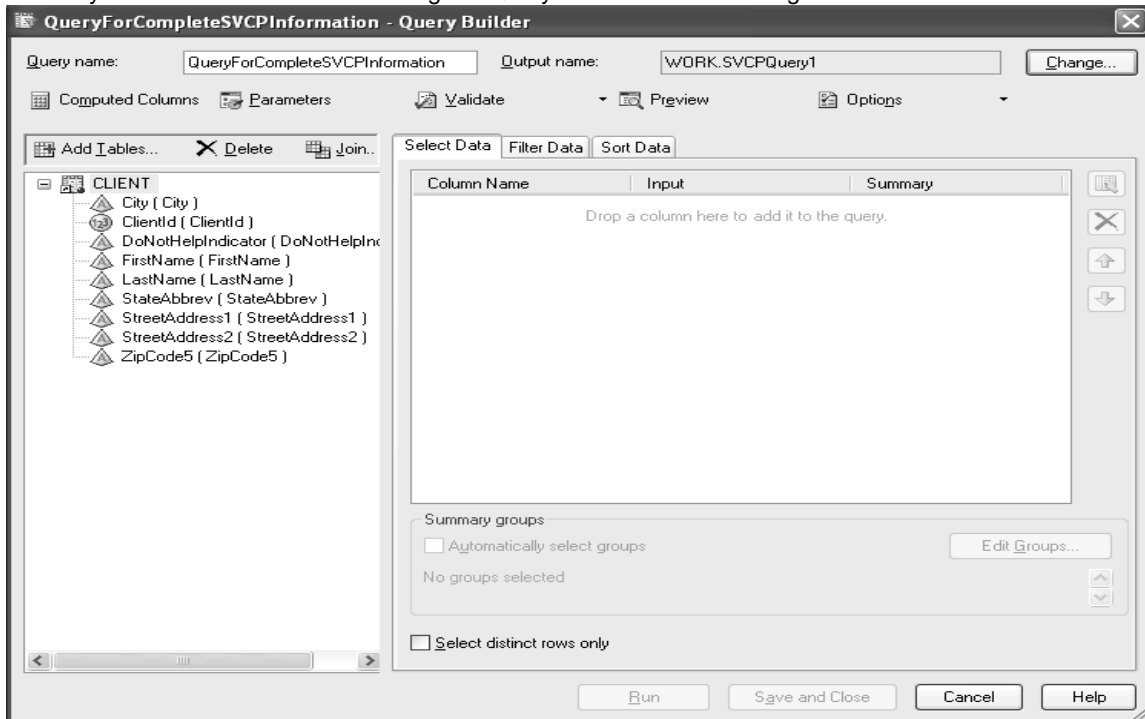 QueryForCompleteSVCPInformation - Query Builder
Query name: QueryForCompleteSVCPInformation Output name: WORK.SVCPQuery1 Change...
Computed Columns Parameters Validate Preview Options
Add Tables... Delete Join..
Select Data Filter Data Sort Data
CLIENT
City ( City )
ClientId ( ClientId )
DoNotHelpIndicator ( DoNotHelpInd
FirstName ( FirstName )
LastName ( LastName )
StateAbbrev ( StateAbbrev )
StreetAddress1 ( StreetAddress1 )
StreetAddress2 ( StreetAddress2 )
ZipCode5 ( ZipCode5 )
Column Name Input Summary
Drop a column here to add it to the query.
Summary groups
Automatically select groups Edit Groups...
No groups selected
Select distinct rows only
Run Save and Close Cancel Help